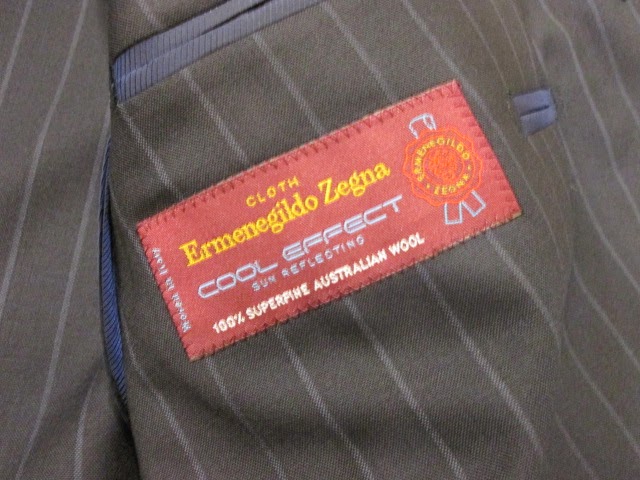 CLOTH
Ermenegildo Zegna
COOL EFFECT
SUN REFLECTING
100% SUPERFINE AUSTRALIAN WOOL
Woven in Italy
ERMENEGILDO
ZEGNA